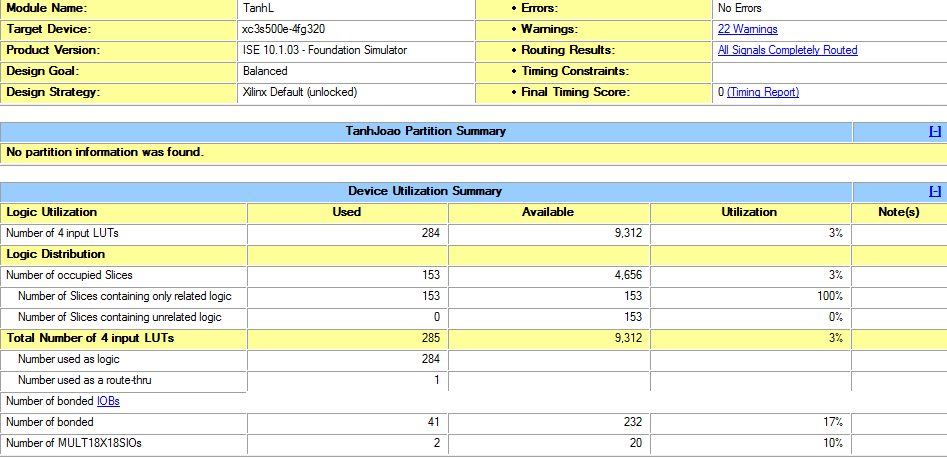 Module Name: TanhL • Errors: No Errors
Target Device: xc3s500e-4fg320 • Warnings: 22 Warnings
Product Version: ISE 10.1.03 - Foundation Simulator • Routing Results: All Signals Completely Routed
Design Goal: Balanced • Timing Constraints:
Design Strategy: Xilinx Default (unlocked) • Final Timing Score: 0 (Timing Report)
TanhJoao Partition Summary [-]
No partition information was found.
Device Utilization Summary [-]
Logic Utilization Used Available Utilization Note(s)
Number of 4 input LUTs 284 9,312 3%
Logic Distribution
Number of occupied Slices 153 4,656 3%
Number of Slices containing only related logic 153 153 100%
Number of Slices containing unrelated logic 0 153 0%
Total Number of 4 input LUTs 285 9,312 3%
Number used as logic 284
Number used as a route-thru 1
Number of bonded IOBs
Number of bonded 41 232 17%
Number of MULT18X18SIOs 2 20 10%